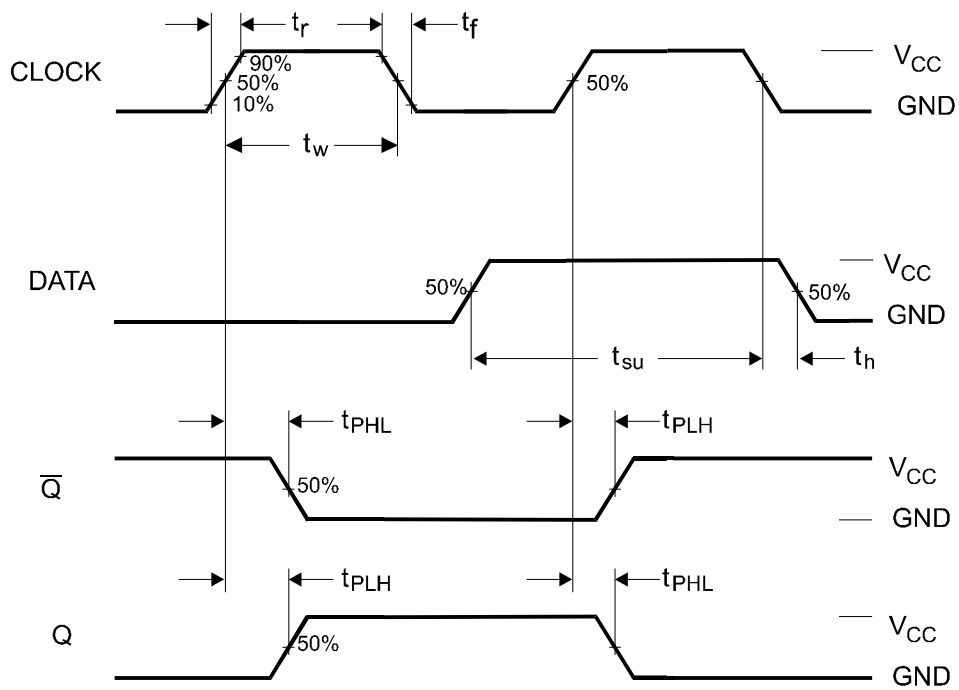 tr
tf
CLOCK
90%
50%
10%
50%
VCC
GND
tw
DATA
50%
50%
VCC
GND
tsu
th
tPHL
tPLH
Q̅
50%
VCC
GND
tPLH
tPHL
Q
50%
VCC
GND